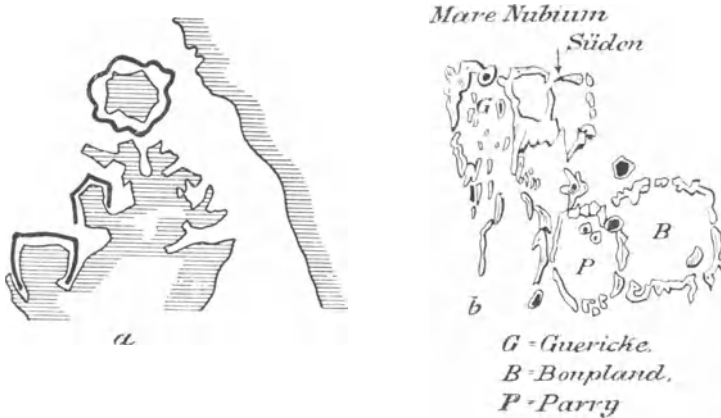 Mare Nubium
Süden
G
P
B
a
b
G = Guericke.
B = Bonpland,
P = Parry